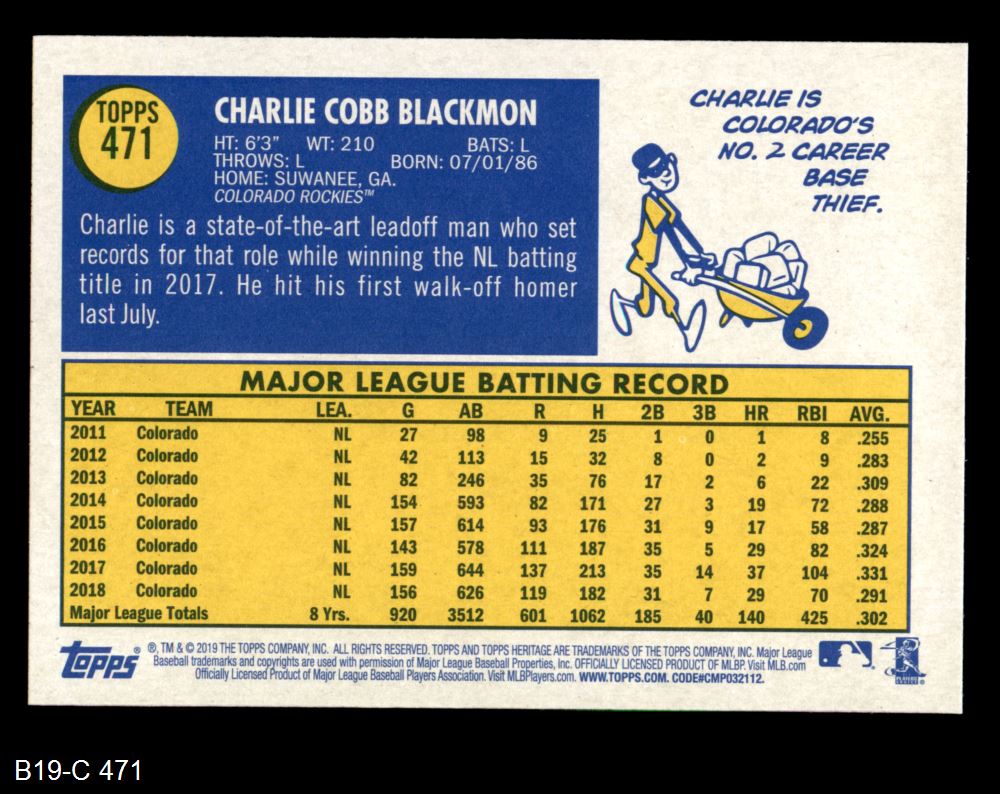 TOPPS
471
CHARLIE COBB BLACKMON
HT: 6'3" WT: 210 BATS: L
THROWS: L BORN: 07/01/86
HOME: SUWANEE, GA.
COLORADO ROCKIES™
Charlie is a state-of-the-art leadoff man who set
records for that role while winning the NL batting
title in 2017. He hit his first walk-off homer
last July.
CHARLIE IS
COLORADO'S
NO. 2 CAREER
BASE
THIEF.
MAJOR LEAGUE BATTING RECORD
YEAR TEAM LEA. G AB R H 2B 3B HR RBI AVG.
2011 Colorado NL 27 98 9 25 1 0 1 8 .255
2012 Colorado NL 42 113 15 32 8 0 2 9 .283
2013 Colorado NL 82 246 35 76 17 2 6 22 .309
2014 Colorado NL 154 593 82 171 27 3 19 72 .288
2015 Colorado NL 157 614 93 176 31 9 17 58 .287
2016 Colorado NL 143 578 111 187 35 5 29 82 .324
2017 Colorado NL 159 644 137 213 35 14 37 104 .331
2018 Colorado NL 156 626 119 182 31 7 29 70 .291
Major League Totals 8 Yrs. 920 3512 601 1062 185 40 140 425 .302
Topps ®, TM & © 2019 THE TOPPS COMPANY, INC. ALL RIGHTS RESERVED. TOPPS AND TOPPS HERITAGE ARE TRADEMARKS OF THE TOPPS COMPANY, INC. Major League
Baseball trademarks and copyrights are used with permission of Major League Baseball Properties, Inc. OFFICIALLY LICENSED PRODUCT OF MLBP. Visit MLB.com
Officially Licensed Product of Major League Baseball Players Association. Visit MLBPlayers.com. WWW.TOPPS.COM. CODE#CMP032112.
B19-C 471